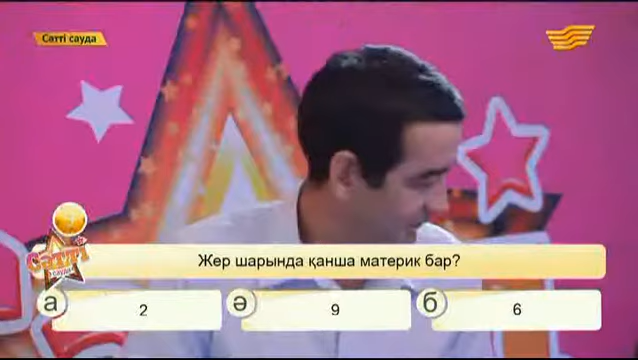 Сәтті сауда
Сәтті
сауда
Жер шарында қанша материк бар?
а 2
ә 9
б 6